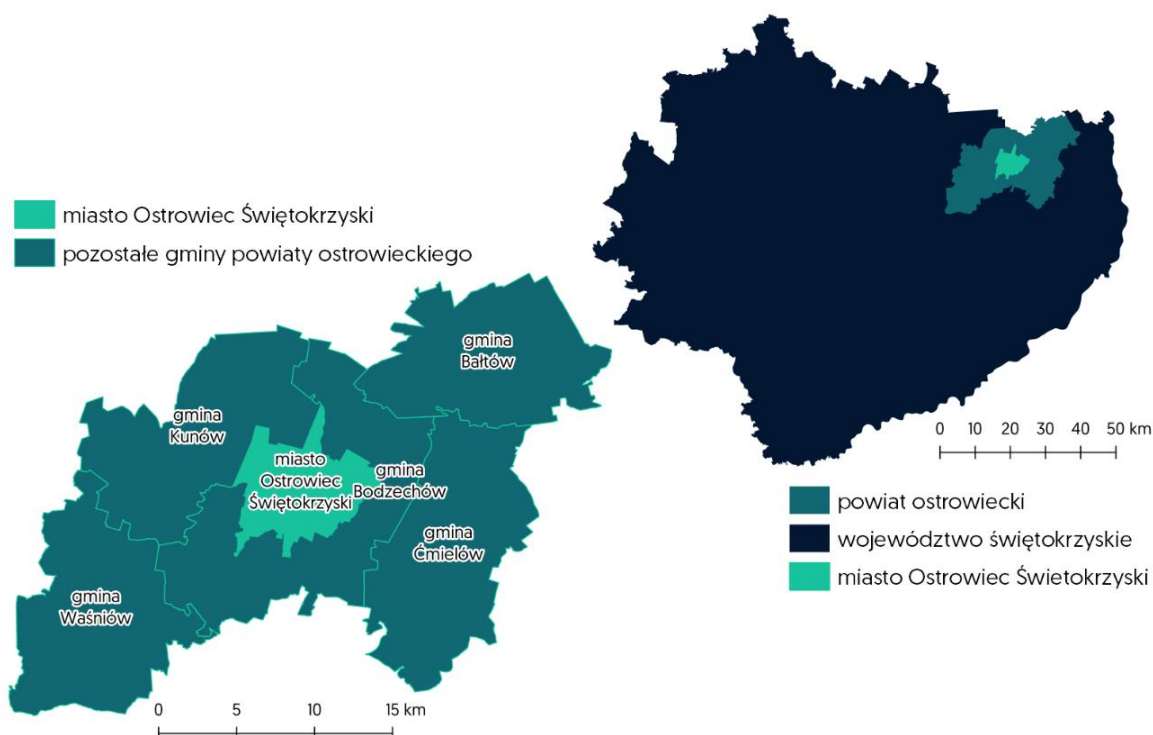 miasto Ostrowiec Świętokrzyski
pozostałe gminy powiaty ostrowieckiego
gmina
Bałtów
gmina
Kunów
miasto
Ostrowiec
Świętokrzyski
gmina
Bodzechów
gmina
Ćmielów
gmina
Waśniów
0 5 10 15 km
0 10 20 30 40 50 km
powiat ostrowiecki
województwo świętokrzyskie
miasto Ostrowiec Świetokrzyski